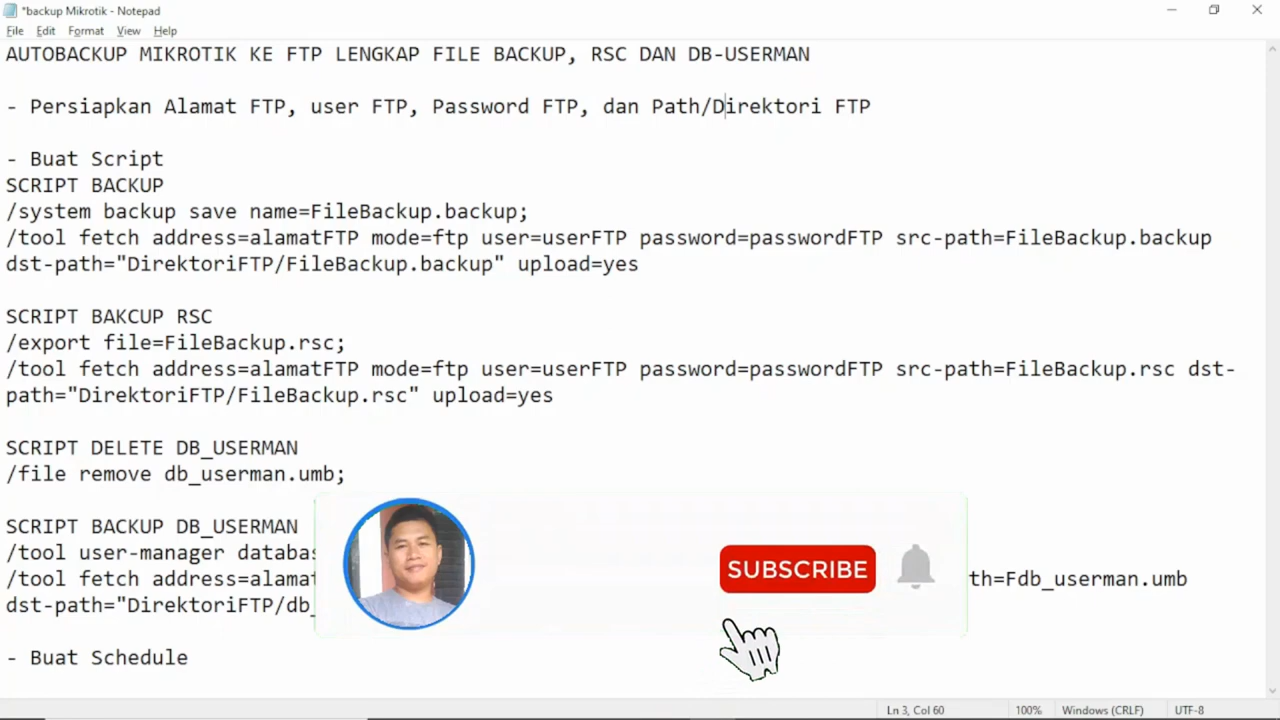 *backup Mikrotik - Notepad
File Edit Format View Help
AUTOBACKUP MIKROTIK KE FTP LENGKAP FILE BACKUP, RSC DAN DB-USERMAN
- Persiapkan Alamat FTP, user FTP, Password FTP, dan Path/Direktori FTP
- Buat Script
SCRIPT BACKUP
/system backup save name=FileBackup.backup;
/tool fetch address=alamatFTP mode=ftp user=userFTP password=passwordFTP src-path=FileBackup.backup
dst-path="DirektoriFTP/FileBackup.backup" upload=yes
SCRIPT BAKCUP RSC
/export file=FileBackup.rsc;
/tool fetch address=alamatFTP mode=ftp user=userFTP password=passwordFTP src-path=FileBackup.rsc dst-
path="DirektoriFTP/FileBackup.rsc" upload=yes
SCRIPT DELETE DB_USERMAN
/file remove db_userman.umb;
SCRIPT BACKUP DB_USERMAN
/tool user-manager databas
/tool fetch address=alamat th=Fdb_userman.umb
dst-path="DirektoriFTP/db_
SUBSCRIBE
- Buat Schedule
Ln 3, Col 60 100% Windows (CRLF) UTF-8